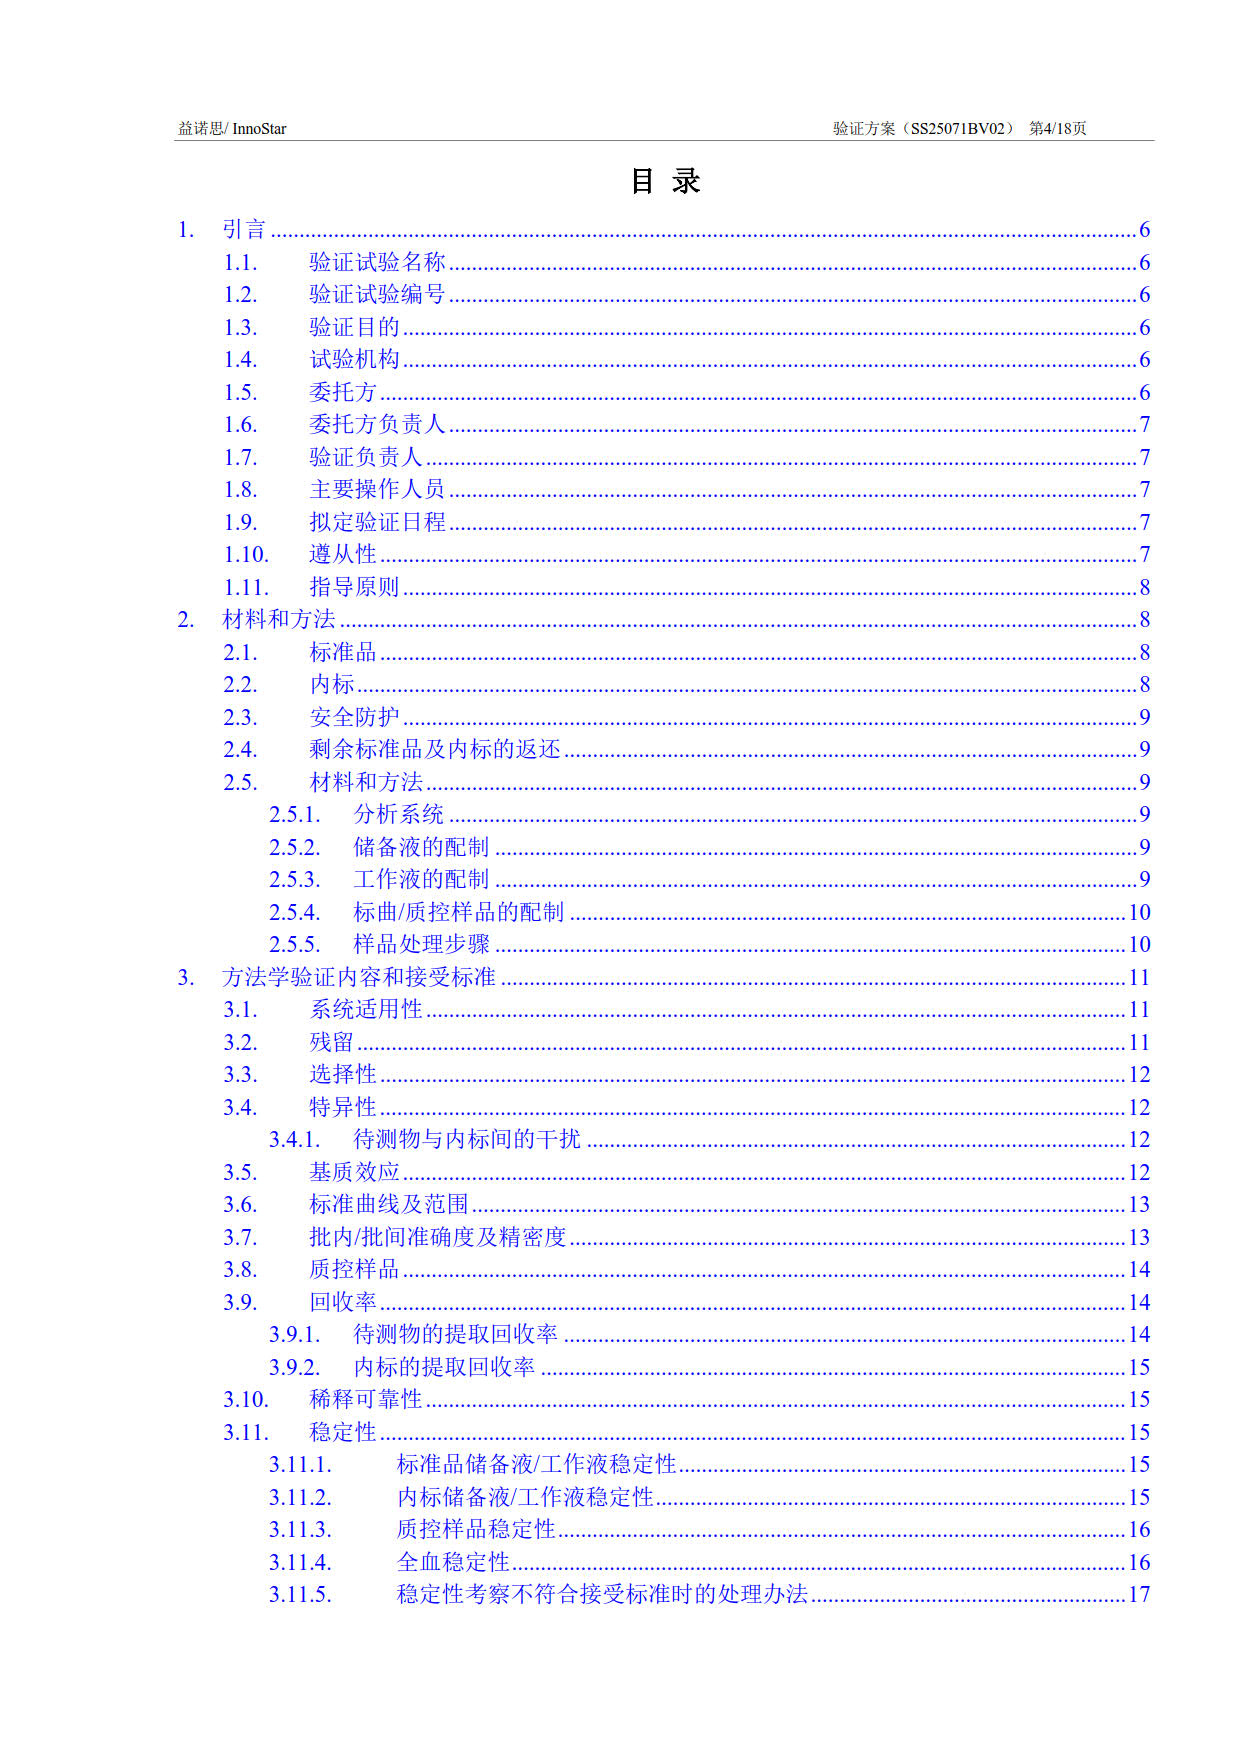 益诺思/ InnoStar 验证方案（SS25071BV02） 第4/18页
目 录
1. 引言 6
1.1. 验证试验名称 6
1.2. 验证试验编号 6
1.3. 验证目的 6
1.4. 试验机构 6
1.5. 委托方 6
1.6. 委托方负责人 7
1.7. 验证负责人 7
1.8. 主要操作人员 7
1.9. 拟定验证日程 7
1.10. 遵从性 7
1.11. 指导原则 8
2. 材料和方法 8
2.1. 标准品 8
2.2. 内标 8
2.3. 安全防护 9
2.4. 剩余标准品及内标的返还 9
2.5. 材料和方法 9
2.5.1. 分析系统 9
2.5.2. 储备液的配制 9
2.5.3. 工作液的配制 9
2.5.4. 标曲/质控样品的配制 10
2.5.5. 样品处理步骤 10
3. 方法学验证内容和接受标准 11
3.1. 系统适用性 11
3.2. 残留 11
3.3. 选择性 12
3.4. 特异性 12
3.4.1. 待测物与内标间的干扰 12
3.5. 基质效应 12
3.6. 标准曲线及范围 13
3.7. 批内/批间准确度及精密度 13
3.8. 质控样品 14
3.9. 回收率 14
3.9.1. 待测物的提取回收率 14
3.9.2. 内标的提取回收率 15
3.10. 稀释可靠性 15
3.11. 稳定性 15
3.11.1. 标准品储备液/工作液稳定性 15
3.11.2. 内标储备液/工作液稳定性 15
3.11.3. 质控样品稳定性 16
3.11.4. 全血稳定性 16
3.11.5. 稳定性考察不符合接受标准时的处理办法 17